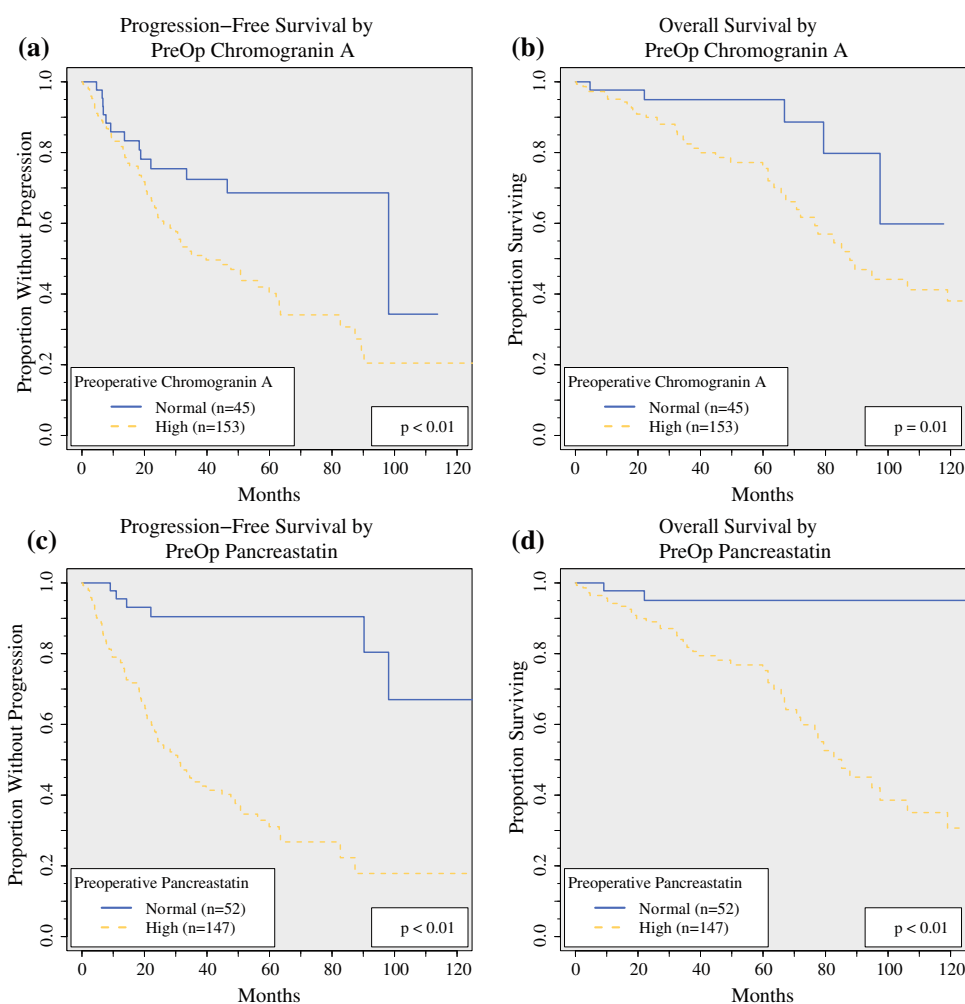 (a)
Progression−Free Survival by
PreOp Chromogranin A
Proportion Without Progression
1.0
0.8
0.6
0.4
0.2
0.0
Preoperative Chromogranin A
Normal (n=45)
High (n=153)
p < 0.01
0 20 40 60 80 100 120
Months
(b)
Overall Survival by
PreOp Chromogranin A
Proportion Surviving
1.0
0.8
0.6
0.4
0.2
0.0
Preoperative Chromogranin A
Normal (n=45)
High (n=153)
p = 0.01
0 20 40 60 80 100 120
Months
(c)
Progression−Free Survival by
PreOp Pancreastatin
Proportion Without Progression
1.0
0.8
0.6
0.4
0.2
0.0
Preoperative Pancreastatin
Normal (n=52)
High (n=147)
p < 0.01
0 20 40 60 80 100 120
Months
(d)
Overall Survival by
PreOp Pancreastatin
Proportion Surviving
1.0
0.8
0.6
0.4
0.2
0.0
Preoperative Pancreastatin
Normal (n=52)
High (n=147)
p < 0.01
0 20 40 60 80 100 120
Months